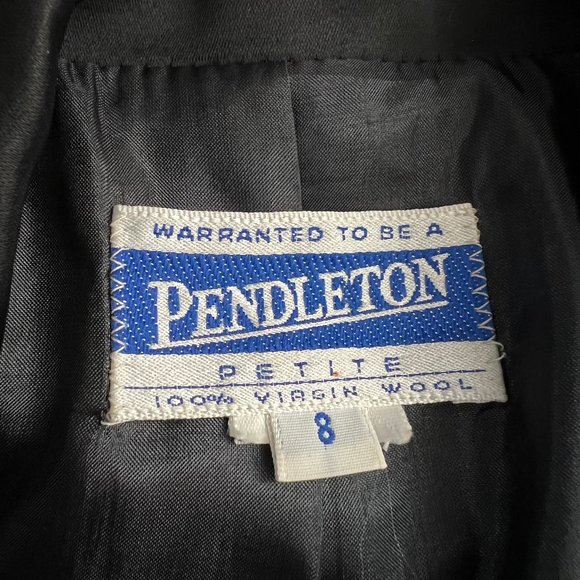 WARRANTED TO BE A
PENDLETON
PETITE
100% VIRGIN WOOL
8